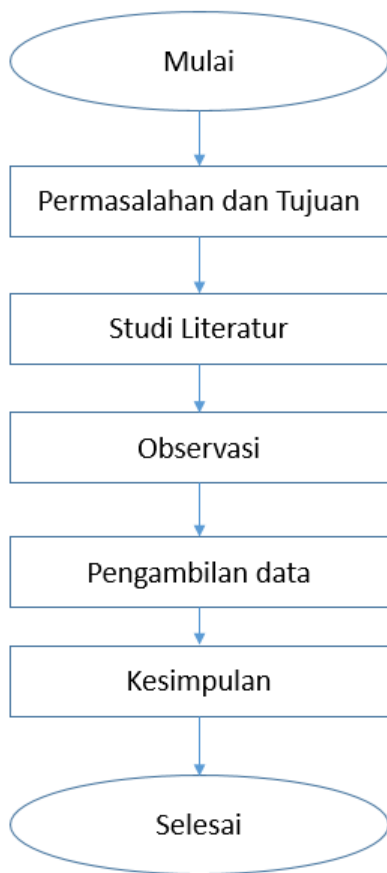 Mulai
Permasalahan dan Tujuan
Studi Literatur
Observasi
Pengambilan data
Kesimpulan
Selesai